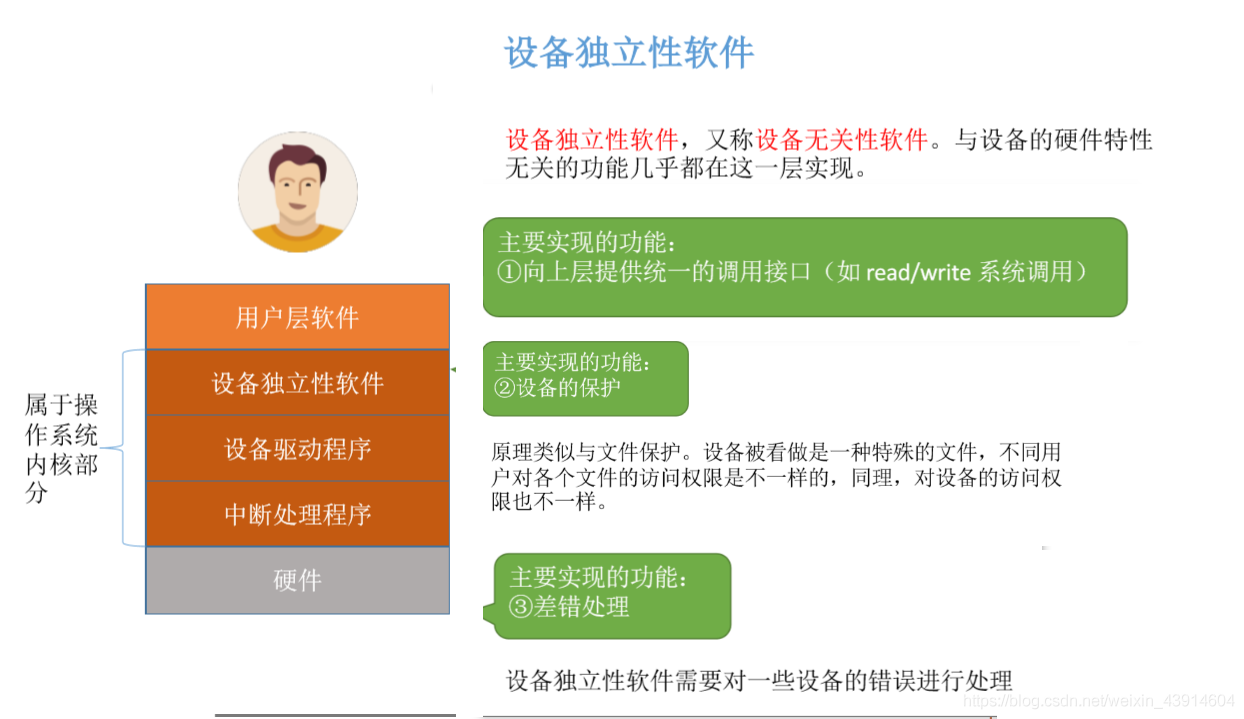 设备独立性软件
设备独立性软件，又称设备无关性软件。与设备的硬件特性
无关的功能几乎都在这一层实现。
主要实现的功能：
①向上层提供统一的调用接口（如 read/write 系统调用）
用户层软件
设备独立性软件
设备驱动程序
中断处理程序
硬件
属于操
作系统
内核部
分
主要实现的功能：
②设备的保护
原理类似与文件保护。设备被看做是一种特殊的文件，不同用
户对各个文件的访问权限是不一样的，同理，对设备的访问权
限也不一样。
主要实现的功能：
③差错处理
设备独立性软件需要对一些设备的错误进行处理
https://blog.csdn.net/weixin_43914604